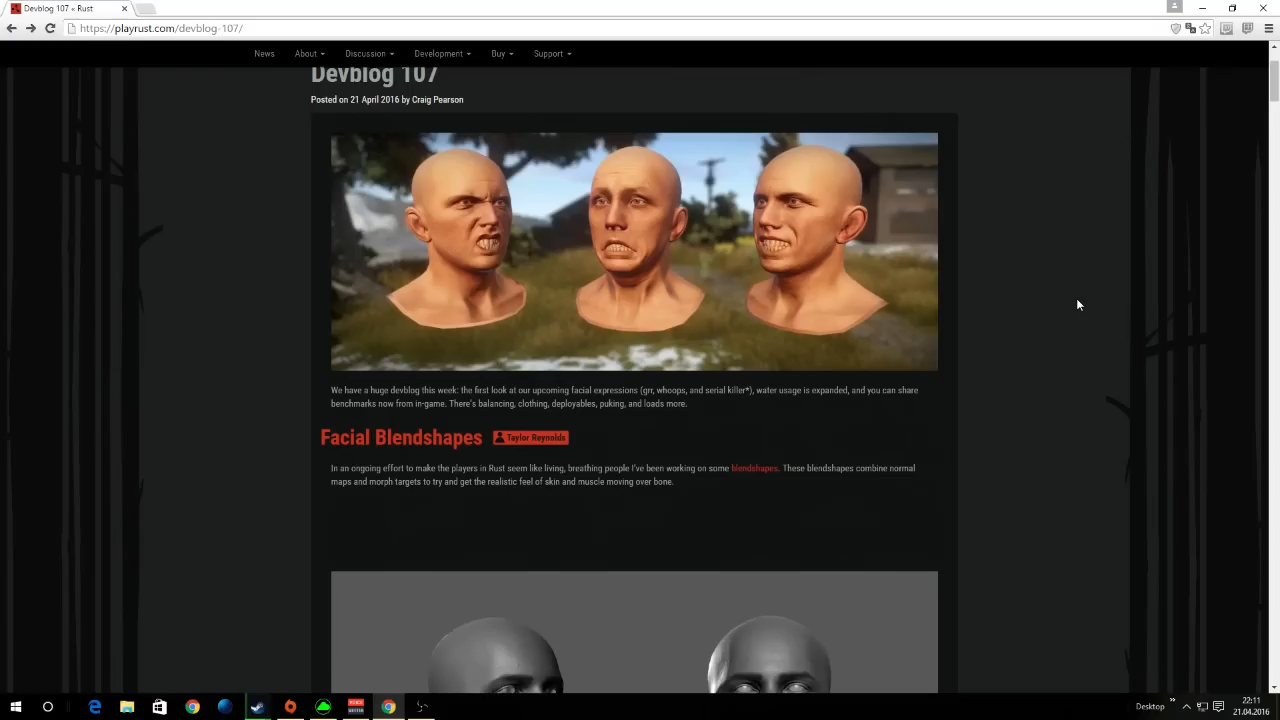 Devblog 107 « Rust
https://playrust.com/devblog-107/
News About Discussion Development Buy Support
Devblog 107
Posted on 21 April 2016 by Craig Pearson
We have a huge devblog this week: the first look at our upcoming facial expressions (grr, whoops, and serial killer*), water usage is expanded, and you can share
benchmarks now from in-game. There's balancing, clothing, deployables, puking, and loads more.
Facial Blendshapes Taylor Reynolds
In an ongoing effort to make the players in Rust seem like living, breathing people I've been working on some blendshapes. These blendshapes combine normal
maps and morph targets to try and get the realistic feel of skin and muscle moving over bone.
Desktop
22:11
21.04.2016